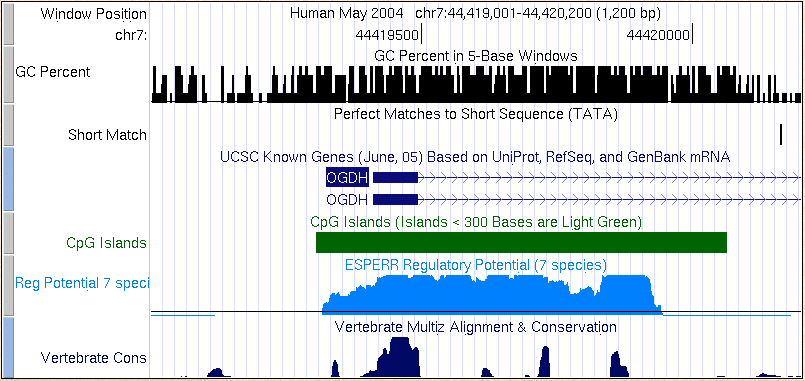 Window Position Human May 2004 chr7:44,419,001-44,420,200 (1,200 bp)
chr7: 44419500 44420000
GC Percent in 5-Base Windows
GC Percent
Perfect Matches to Short Sequence (TATA)
Short Match
UCSC Known Genes (June, 05) Based on UniProt, RefSeq, and GenBank mRNA
OGDH
OGDH
CpG Islands (Islands < 300 Bases are Light Green)
CpG Islands
ESPERR Regulatory Potential (7 species)
Reg Potential 7 speci
Vertebrate Multiz Alignment & Conservation
Vertebrate Cons